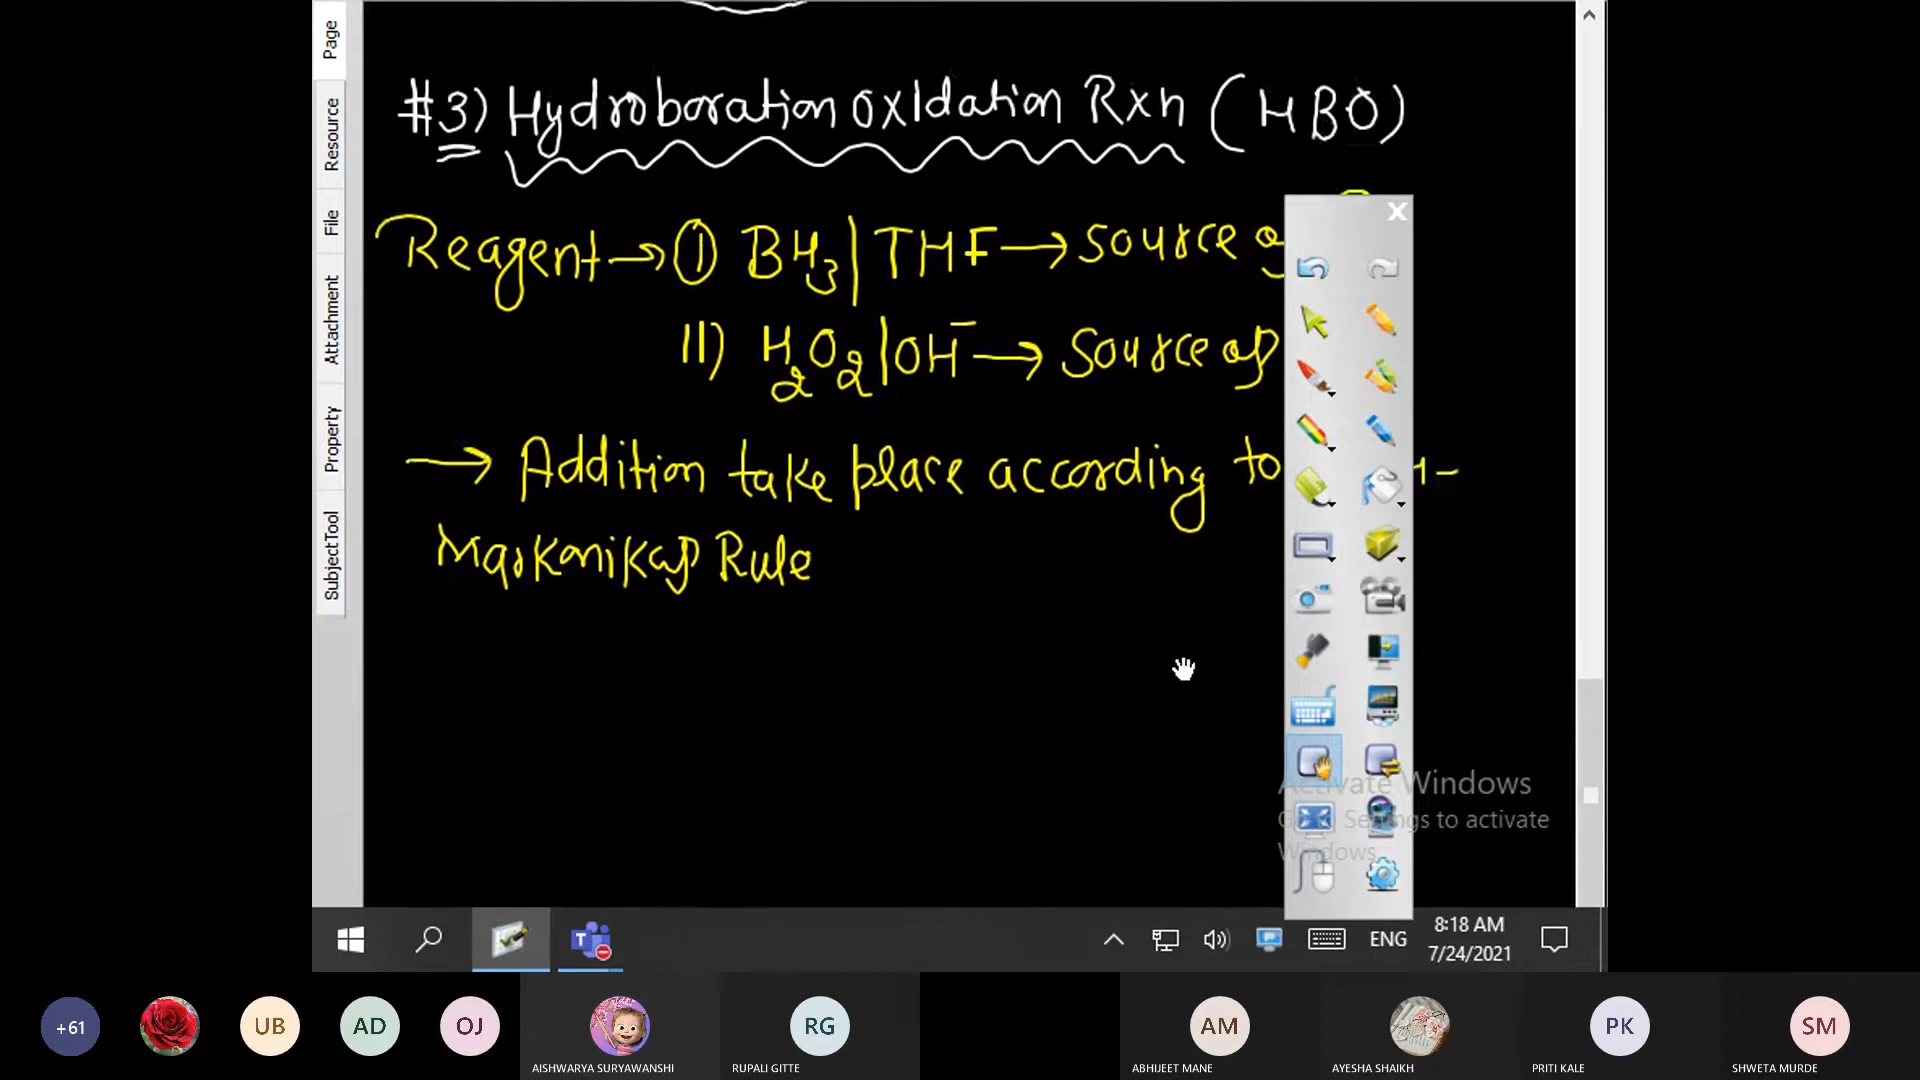 Page
Resource
File
Attachment
Property
SubjectTool
#3) Hydroboration oxIdation Rxn (HBO)
Reagent → ① BH3 | THF → Source o
II) H2O2 | OH⁻ → Source of
→ Addition take place according to
Rule
Activate Windows
Settings to activate
Windows.
ENG
8:18 AM
7/24/2021
+61
UB
AD
OJ
RG
AM
PK
SM
AISHWARYA SURYAWANSHI
RUPALI GITTE
ABHIJEET MANE
AYESHA SHAIKH
PRITI KALE
SHWETA MURDE